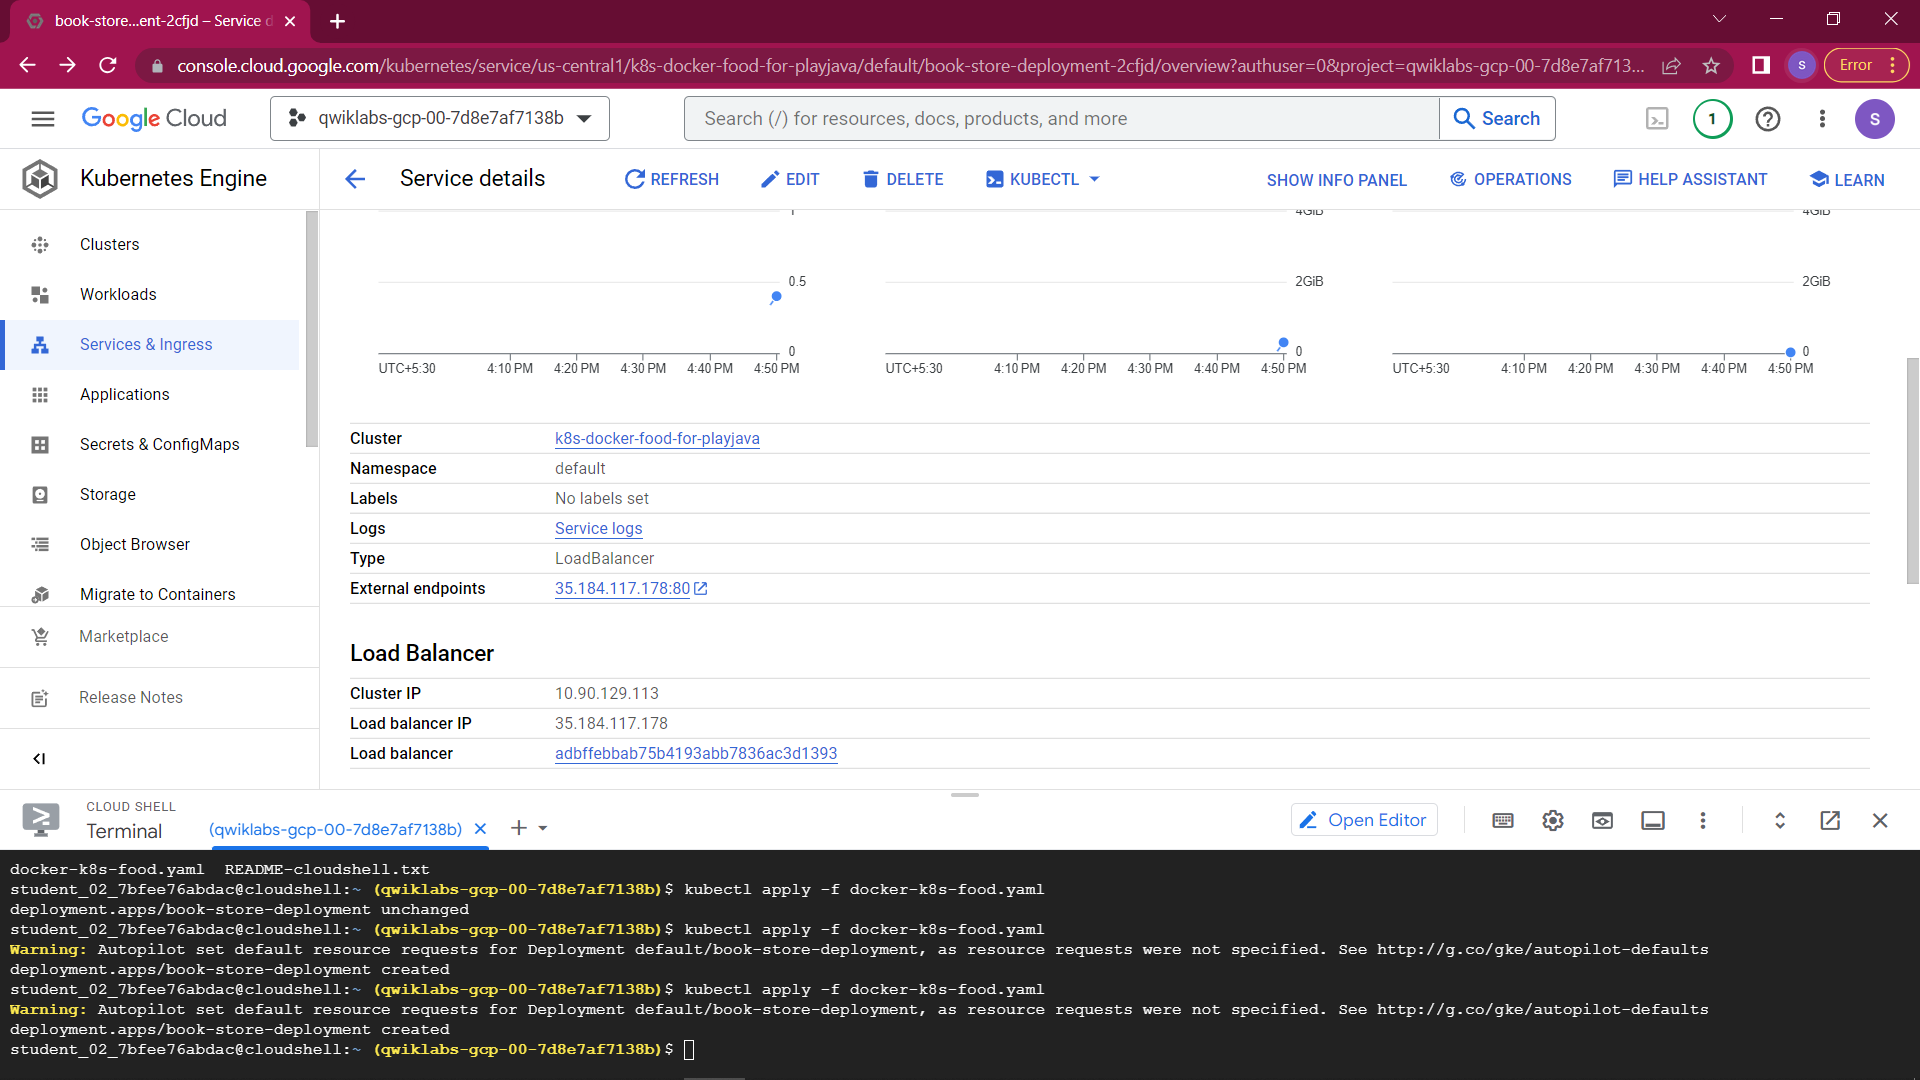 book-store...ent-2cfjd – Service d
console.cloud.google.com/kubernetes/service/us-central1/k8s-docker-food-for-playjava/default/book-store-deployment-2cfjd/overview?authuser=0&project=qwiklabs-gcp-00-7d8e7af713...
S
Error
Google Cloud
qwiklabs-gcp-00-7d8e7af7138b
Search (/) for resources, docs, products, and more
Search
1
S
Kubernetes Engine
Service details
REFRESH
EDIT
DELETE
KUBECTL
SHOW INFO PANEL
OPERATIONS
HELP ASSISTANT
LEARN
Clusters
Workloads
Services & Ingress
Applications
Secrets & ConfigMaps
Storage
Object Browser
Migrate to Containers
Marketplace
Release Notes
1
0.5
0
UTC+5:30 4:10 PM 4:20 PM 4:30 PM 4:40 PM 4:50 PM
4GiB
2GiB
0
UTC+5:30 4:10 PM 4:20 PM 4:30 PM 4:40 PM 4:50 PM
4GiB
2GiB
0
UTC+5:30 4:10 PM 4:20 PM 4:30 PM 4:40 PM 4:50 PM
Cluster k8s-docker-food-for-playjava
Namespace default
Labels No labels set
Logs Service logs
Type LoadBalancer
External endpoints 35.184.117.178:80
Load Balancer
Cluster IP 10.90.129.113
Load balancer IP 35.184.117.178
Load balancer adbffebbab75b4193abb7836ac3d1393
CLOUD SHELL
Terminal
(qwiklabs-gcp-00-7d8e7af7138b)
Open Editor
docker-k8s-food.yaml README-cloudshell.txt
student_02_7bfee76abdac@cloudshell:~ (qwiklabs-gcp-00-7d8e7af7138b)$ kubectl apply -f docker-k8s-food.yaml
deployment.apps/book-store-deployment unchanged
student_02_7bfee76abdac@cloudshell:~ (qwiklabs-gcp-00-7d8e7af7138b)$ kubectl apply -f docker-k8s-food.yaml
Warning: Autopilot set default resource requests for Deployment default/book-store-deployment, as resource requests were not specified. See http://g.co/gke/autopilot-defaults
deployment.apps/book-store-deployment created
student_02_7bfee76abdac@cloudshell:~ (qwiklabs-gcp-00-7d8e7af7138b)$ kubectl apply -f docker-k8s-food.yaml
Warning: Autopilot set default resource requests for Deployment default/book-store-deployment, as resource requests were not specified. See http://g.co/gke/autopilot-defaults
deployment.apps/book-store-deployment created
student_02_7bfee76abdac@cloudshell:~ (qwiklabs-gcp-00-7d8e7af7138b)$